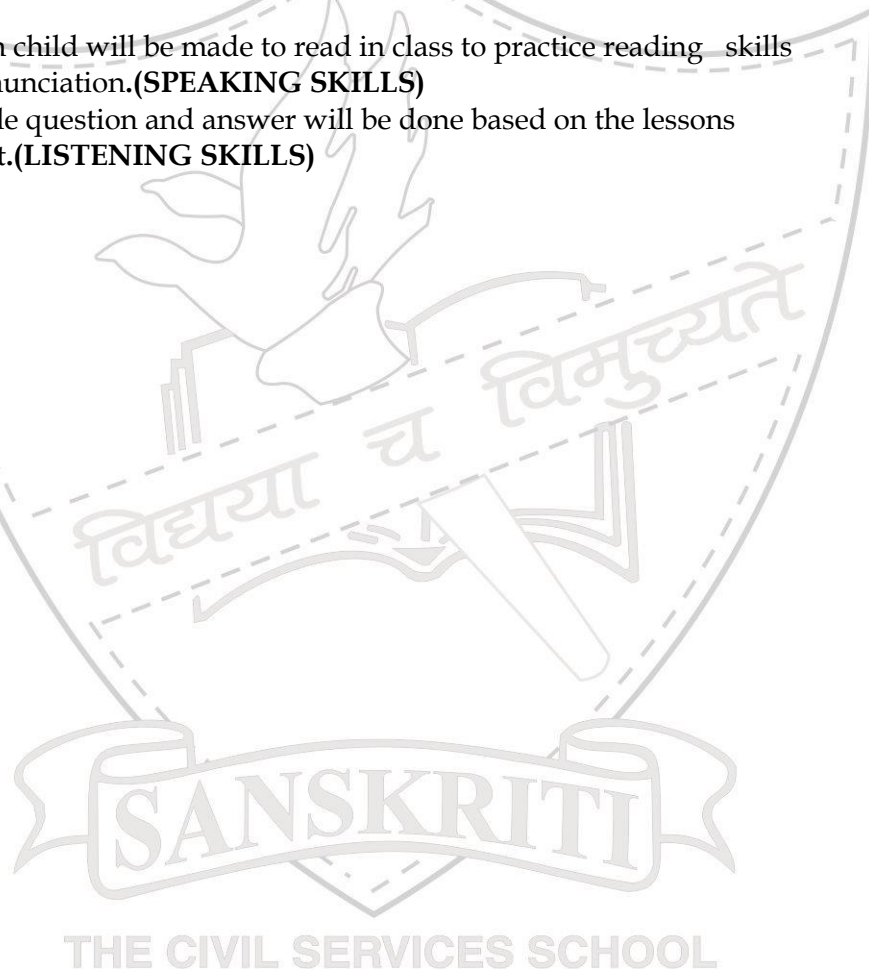 child will be made to read in class to practice reading skills
nunciation.(SPEAKING SKILLS)
le question and answer will be done based on the lessons
t.(LISTENING SKILLS)
विद्यया च विमुच्यते
SANSKRITI
THE CIVIL SERVICES SCHOOL